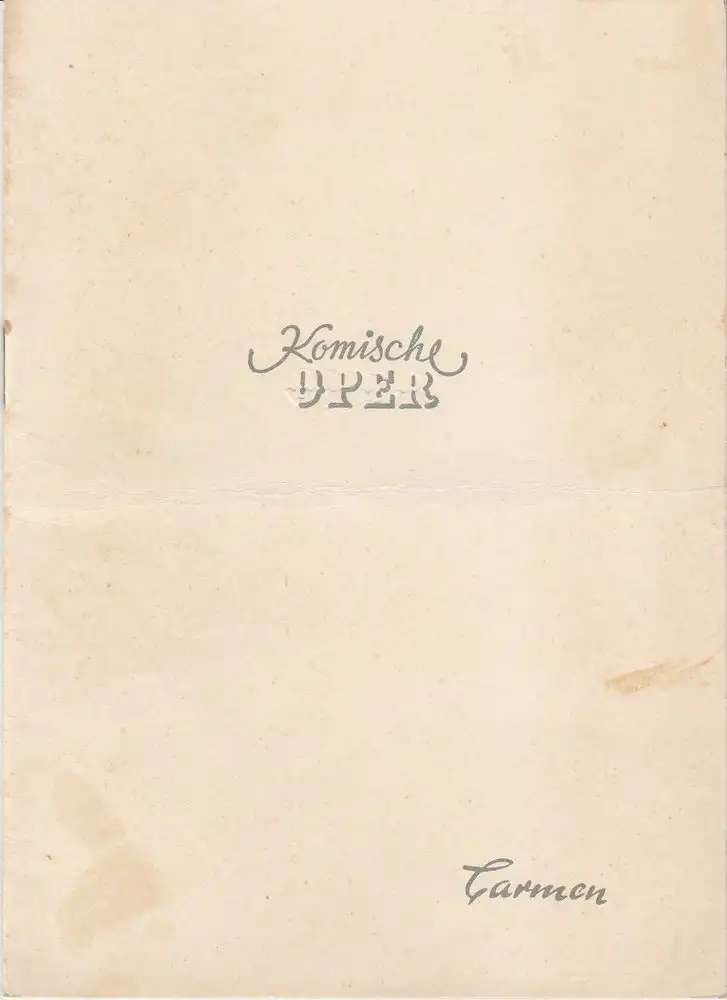 Komische
OPER
Carmen